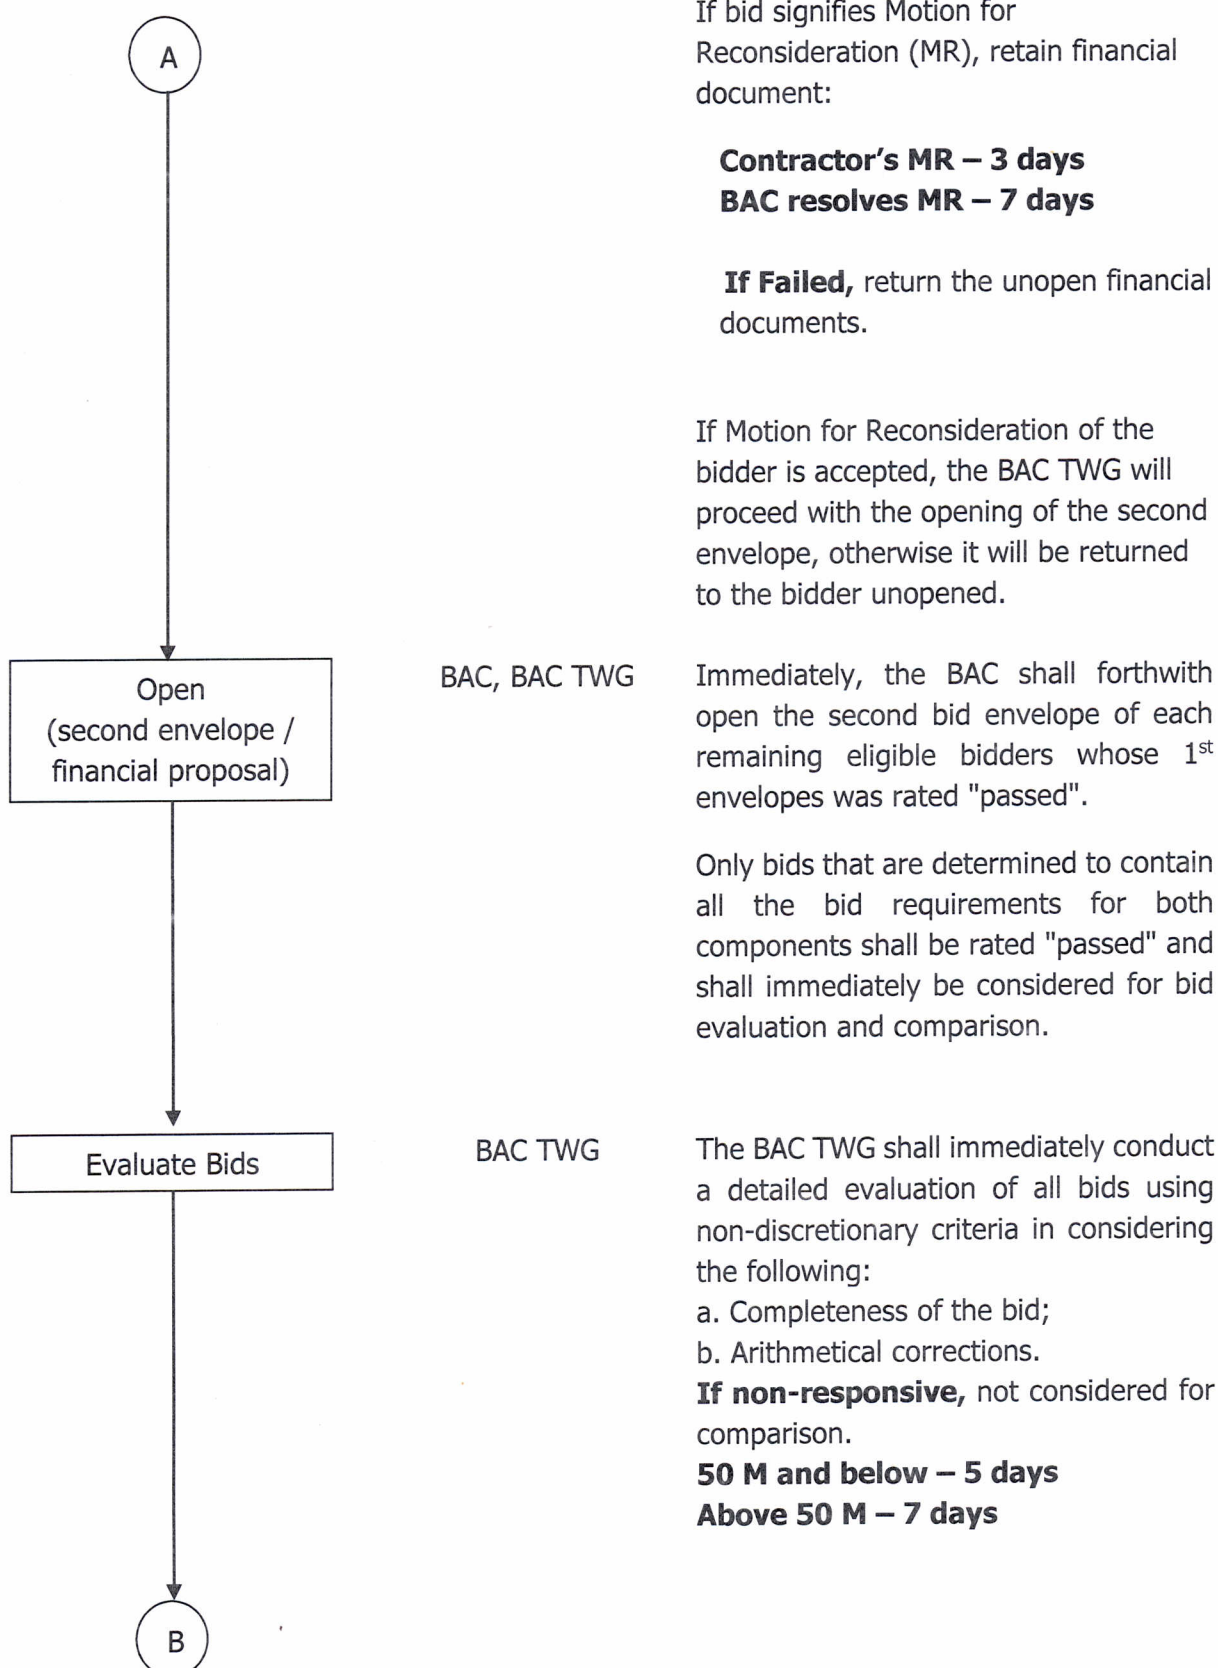 A
If bid signifies Motion for
Reconsideration (MR), retain financial
document:
Contractor's MR – 3 days
BAC resolves MR – 7 days
If Failed, return the unopen financial
documents.
If Motion for Reconsideration of the
bidder is accepted, the BAC TWG will
proceed with the opening of the second
envelope, otherwise it will be returned
to the bidder unopened.
Open
(second envelope /
financial proposal)
BAC, BAC TWG
Immediately, the BAC shall forthwith
open the second bid envelope of each
remaining eligible bidders whose 1st
envelopes was rated "passed".
Only bids that are determined to contain
all the bid requirements for both
components shall be rated "passed" and
shall immediately be considered for bid
evaluation and comparison.
Evaluate Bids
BAC TWG
The BAC TWG shall immediately conduct
a detailed evaluation of all bids using
non-discretionary criteria in considering
the following:
a. Completeness of the bid;
b. Arithmetical corrections.
If non-responsive, not considered for
comparison.
50 M and below – 5 days
Above 50 M – 7 days
B